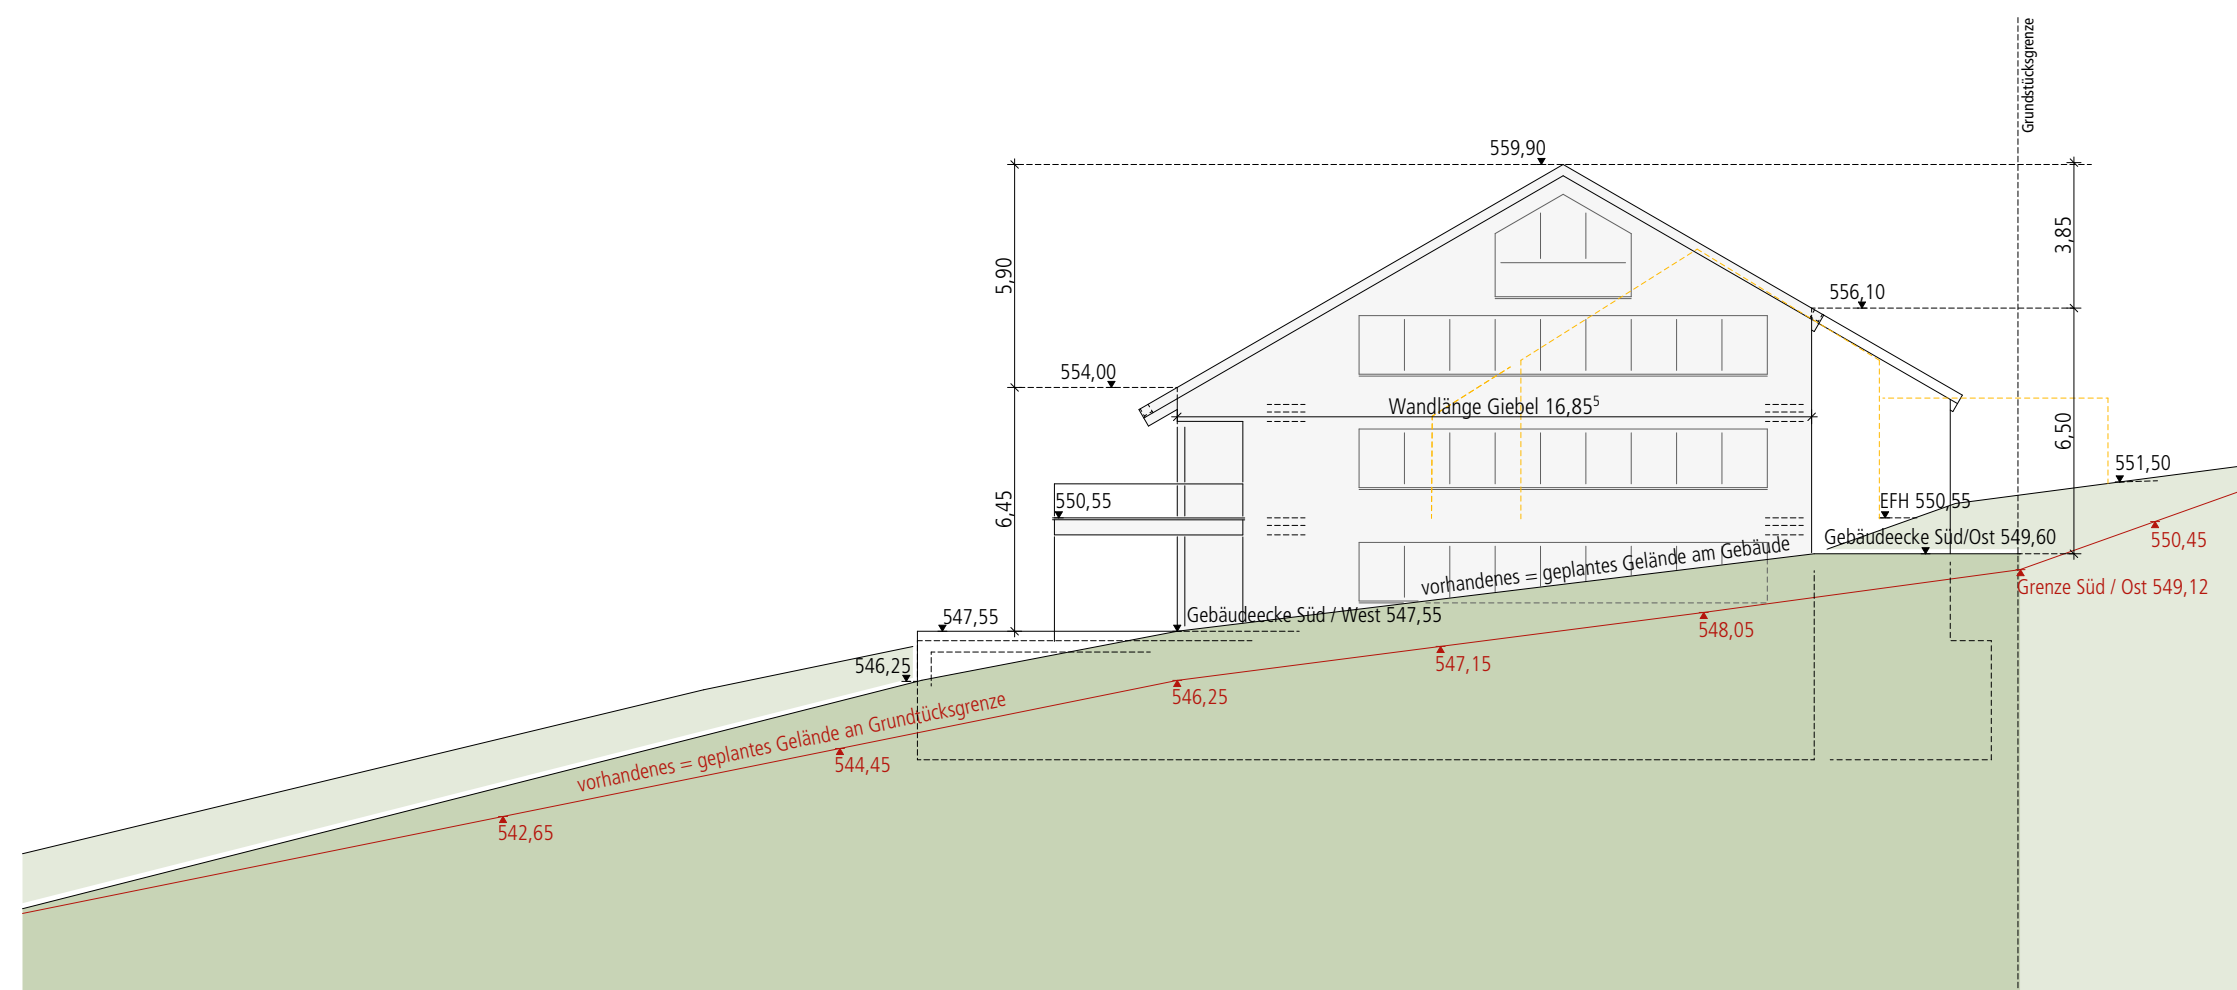 Grundstücksgrenze
559,90
3,85
5,90
556,10
554,00
Wandlänge Giebel 16,85⁵
6,50
551,50
6,45
550,55
EFH 550,55
Gebäudeecke Süd/Ost 549,60
550,45
vorhandenes = geplantes Gelände am Gebäude
Grenze Süd / Ost 549,12
547,55
Gebäudeecke Süd / West 547,55
548,05
546,25
547,15
546,25
vorhandenes = geplantes Gelände an Grundtücksgrenze
544,45
542,65